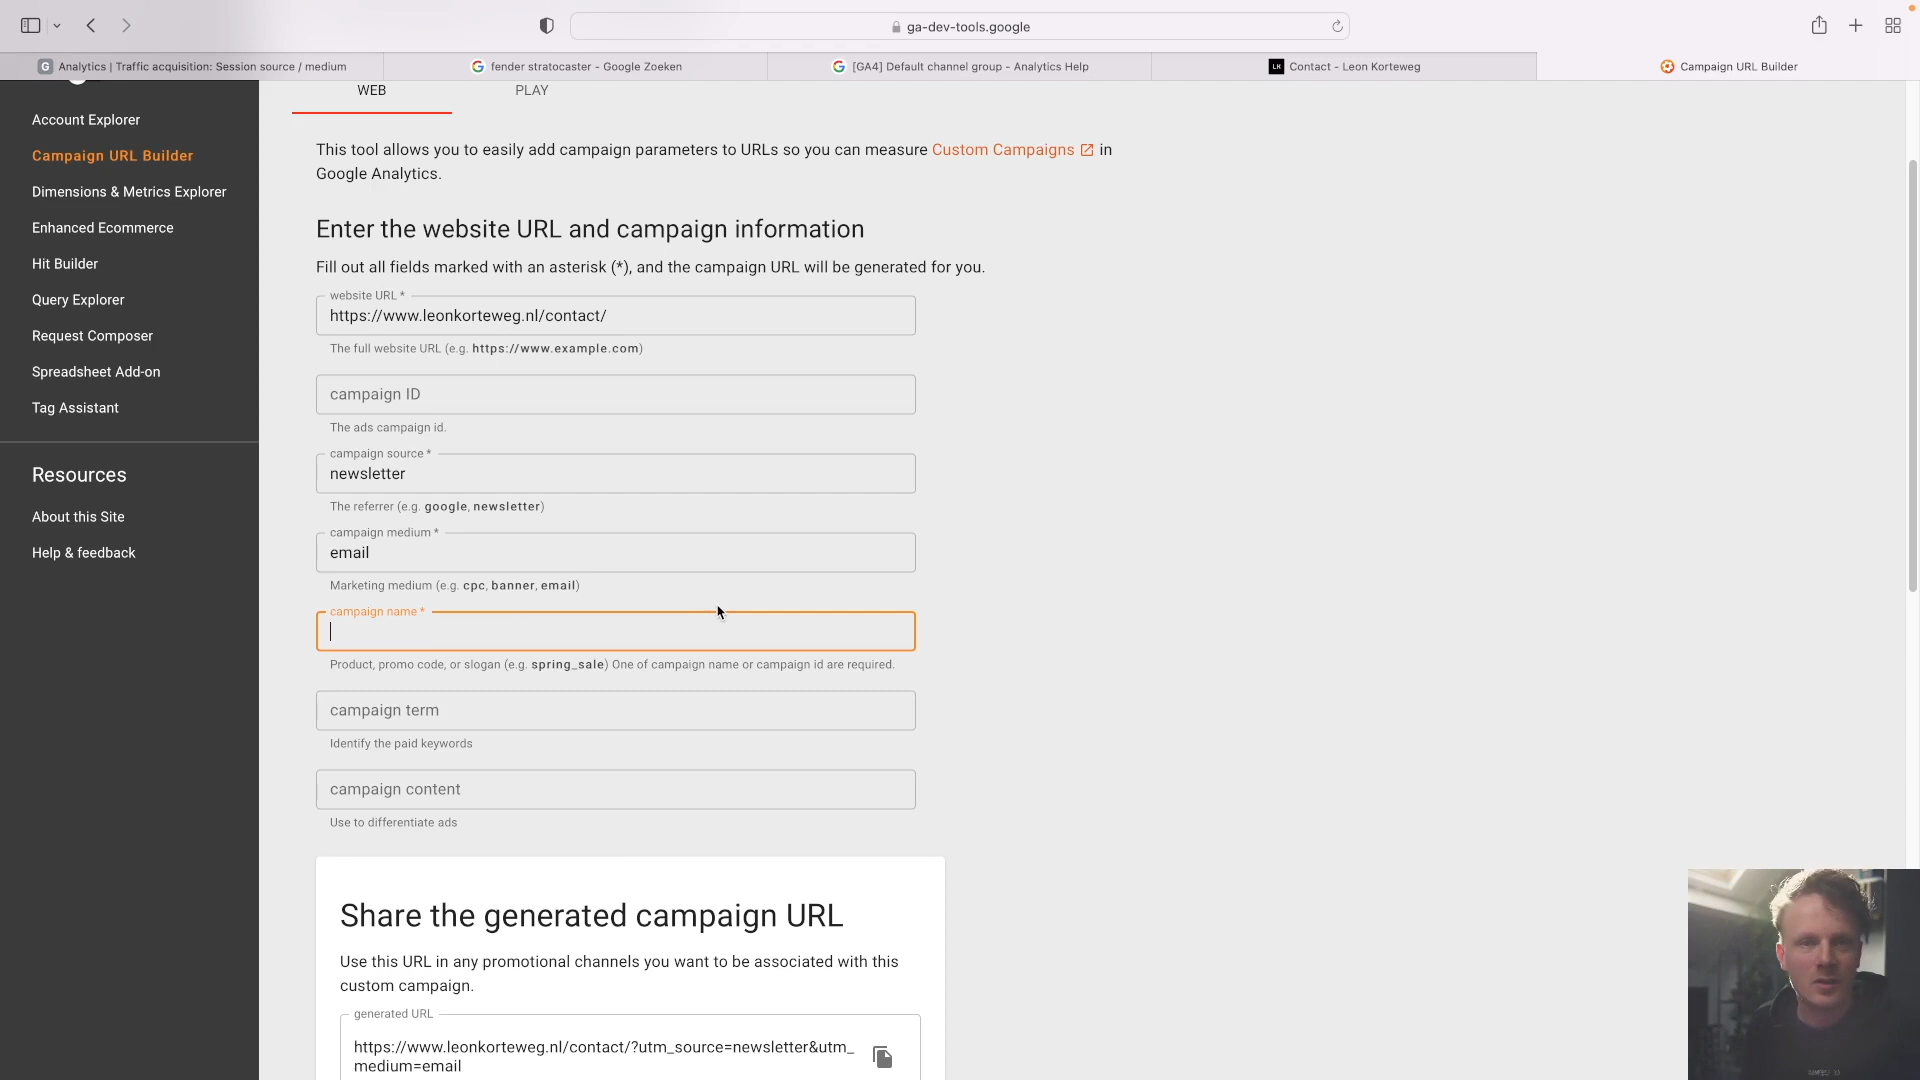 ga-dev-tools.google
Analytics | Traffic acquisition: Session source / medium
fender stratocaster - Google Zoeken
[GA4] Default channel group - Analytics Help
Contact - Leon Korteweg
Campaign URL Builder
Account Explorer
Campaign URL Builder
Dimensions & Metrics Explorer
Enhanced Ecommerce
Hit Builder
Query Explorer
Request Composer
Spreadsheet Add-on
Tag Assistant
Resources
About this Site
Help & feedback
WEB
PLAY
This tool allows you to easily add campaign parameters to URLs so you can measure Custom Campaigns in
Google Analytics.
Enter the website URL and campaign information
Fill out all fields marked with an asterisk (*), and the campaign URL will be generated for you.
website URL *
https://www.leonkorteweg.nl/contact/
The full website URL (e.g. https://www.example.com)
campaign ID
The ads campaign id.
campaign source *
newsletter
The referrer (e.g. google, newsletter)
campaign medium *
email
Marketing medium (e.g. cpc, banner, email)
campaign name *
Product, promo code, or slogan (e.g. spring_sale) One of campaign name or campaign id are required.
campaign term
Identify the paid keywords
campaign content
Use to differentiate ads
Share the generated campaign URL
Use this URL in any promotional channels you want to be associated with this
custom campaign.
generated URL
https://www.leonkorteweg.nl/contact/?utm_source=newsletter&utm_
medium=email